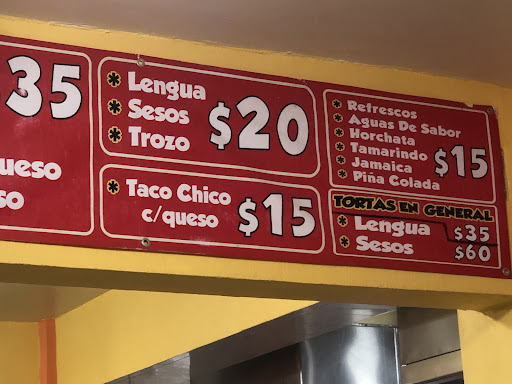 35
queso
so
Lengua
Sesos
Trozo
$20
Taco Chico
c/queso
$15
Refrescos
Aguas De Sabor
Horchata
Tamarindo
Jamaica
Piña Colada
$15
TORTAS EN GENERAL
Lengua $35
Sesos $60